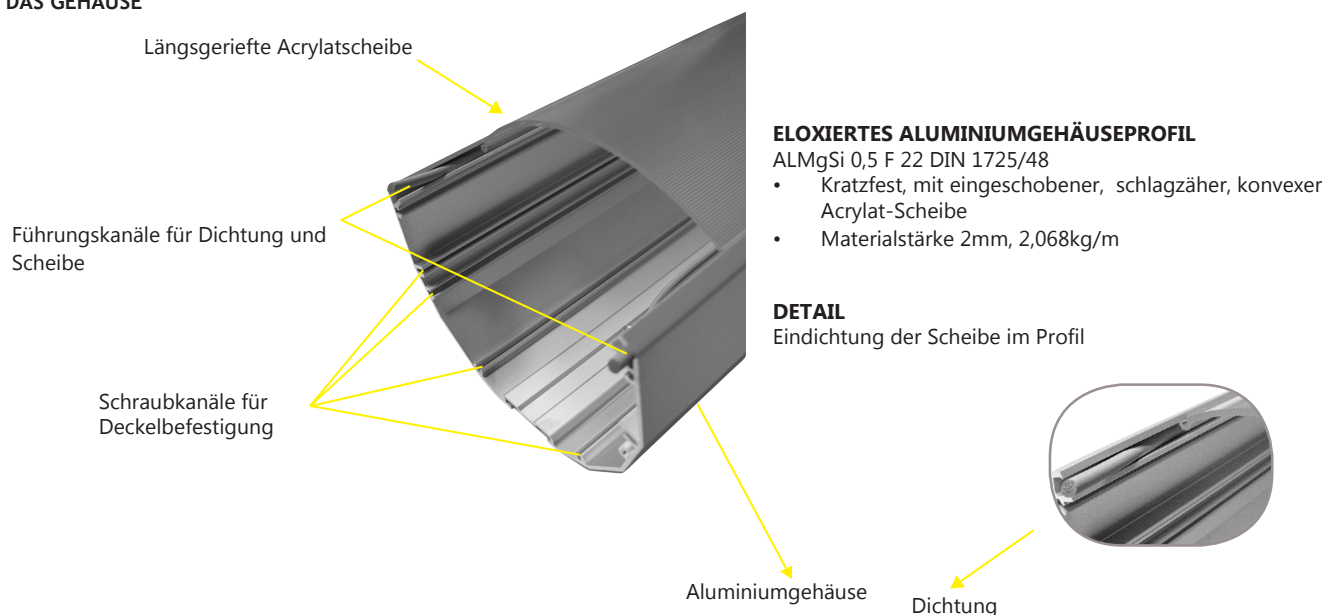 DAS GEHÄUSE
Längsgeriefte Acrylatscheibe
ELOXIERTES ALUMINIUMGEHÄUSEPROFIL
ALMgSi 0,5 F 22 DIN 1725/48
• Kratzfest, mit eingeschobener, schlagzäher, konvexer
Acrylat-Scheibe
• Materialstärke 2mm, 2,068kg/m
Führungskanäle für Dichtung und
Scheibe
DETAIL
Eindichtung der Scheibe im Profil
Schraubkanäle für
Deckelbefestigung
Aluminiumgehäuse
Dichtung